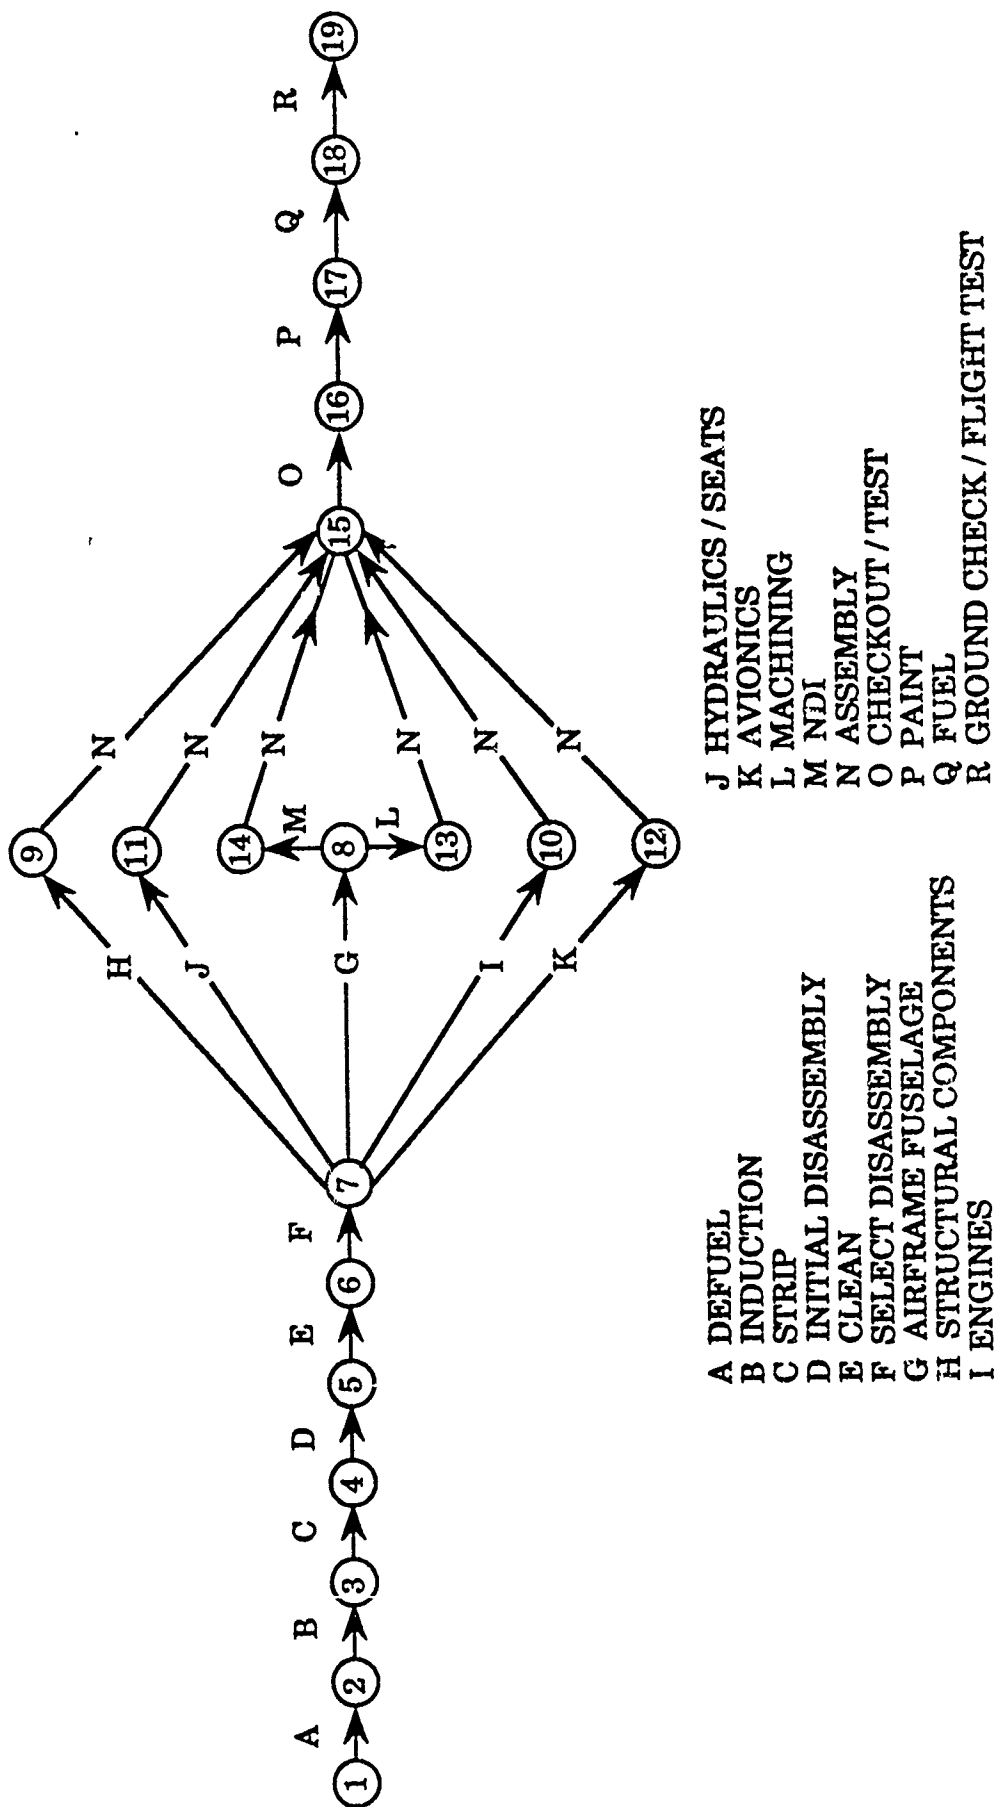 1
A
2
B
3
C
4
D
5
E
6
F
7
H
J
G
I
K
9
11
14
M
8
L
13
10
12
N
N
N
N
N
N
15
O
16
P
17
Q
18
R
19
A DEFUEL
B INDUCTION
C STRIP
D INITIAL DISASSEMBLY
E CLEAN
F SELECT DISASSEMBLY
G AIRFRAME FUSELAGE
H STRUCTURAL COMPONENTS
I ENGINES
J HYDRAULICS / SEATS
K AVIONICS
L MACHINING
M NDI
N ASSEMBLY
O CHECKOUT / TEST
P PAINT
Q FUEL
R GROUND CHECK / FLIGHT TEST